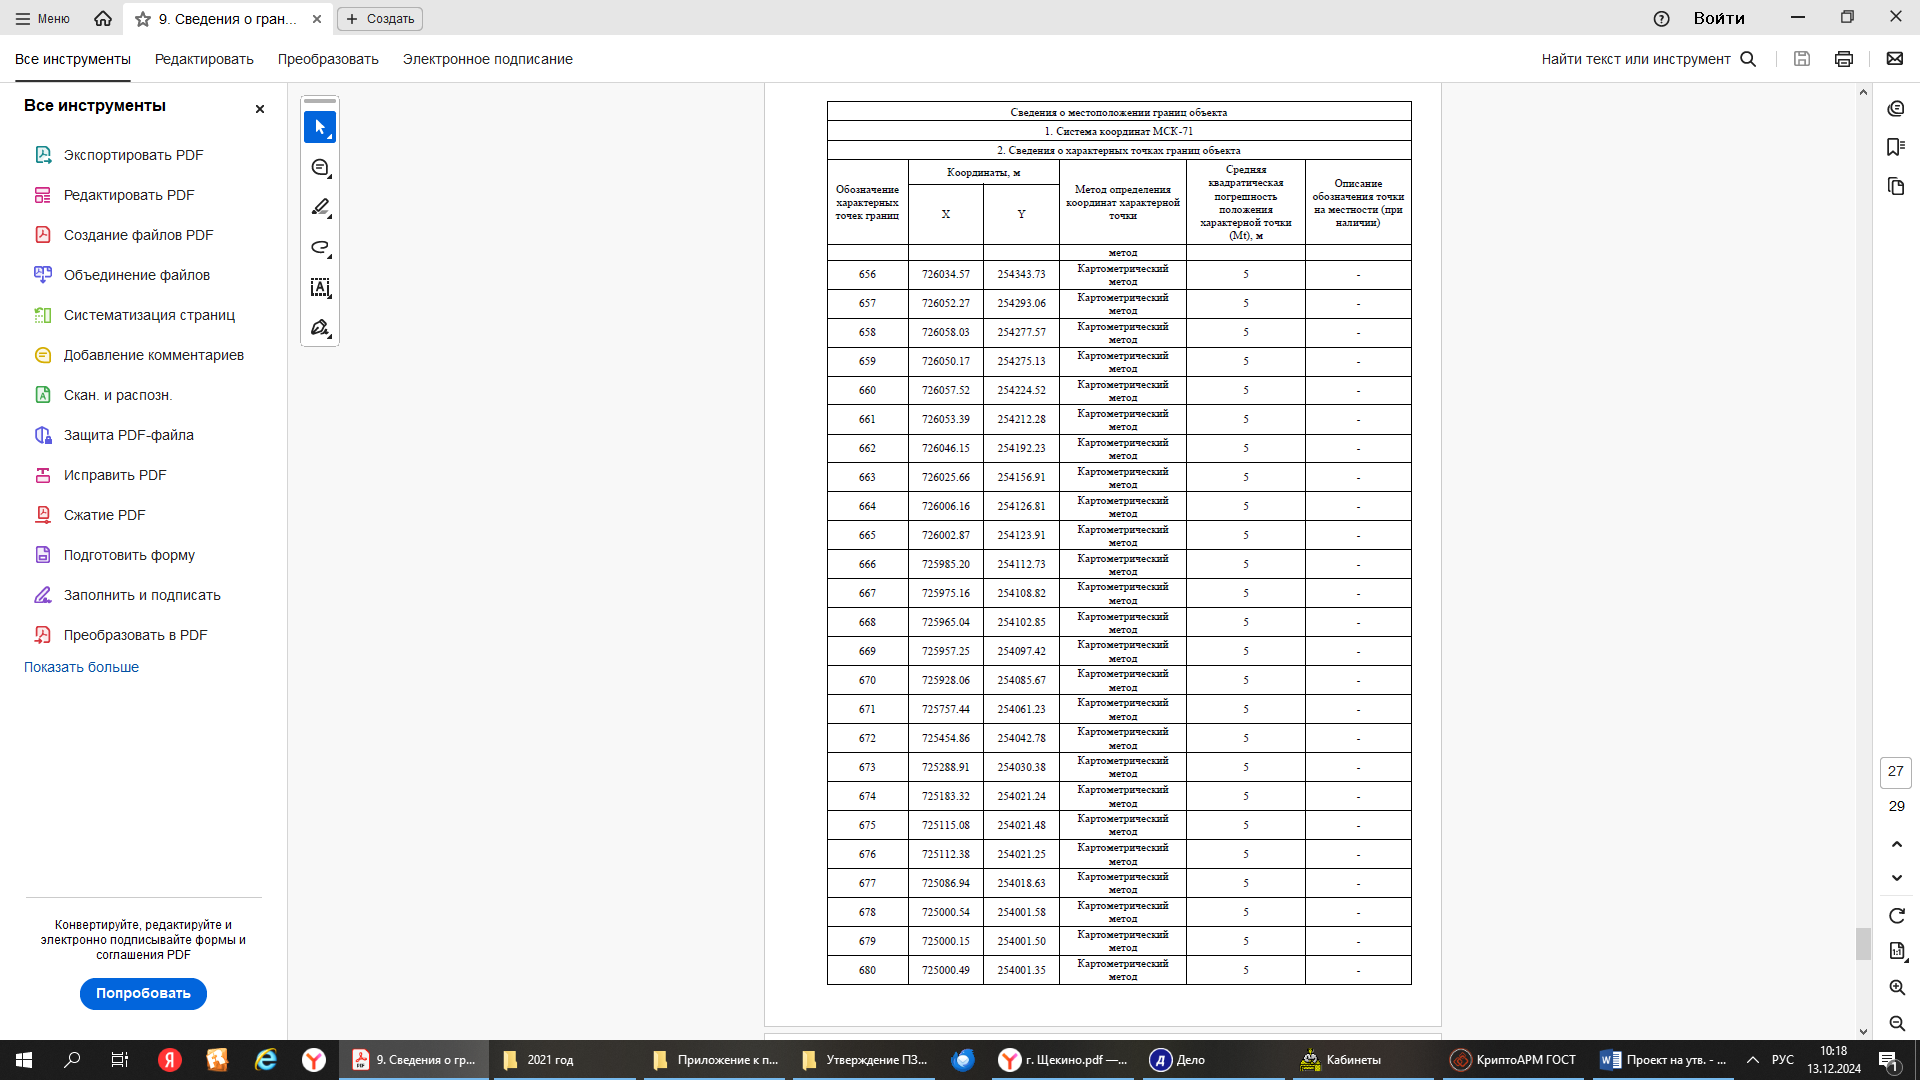 Меню
9. Сведения о гран...
Создать
Войти
Все инструменты
Редактировать
Преобразовать
Электронное подписание
Найти текст или инструмент
Все инструменты
Экспортировать PDF
Редактировать PDF
Создание файлов PDF
Объединение файлов
Систематизация страниц
Добавление комментариев
Скан. и распозн.
Защита PDF-файла
Исправить PDF
Сжатие PDF
Подготовить форму
Заполнить и подписать
Преобразовать в PDF
Показать больше
Конвертируйте, редактируйте и
электронно подписывайте формы и
соглашения PDF
Попробовать
Сведения о местоположении границ объекта
1. Система координат МСК-71
2. Сведения о характерных точках границ объекта
Обозначение характерных точек границ
Координаты, м
X
Y
Метод определения координат характерной точки
Средняя квадратическая погрешность положения характерной точки (Mt), м
Описание обозначения точки на местности (при наличии)
метод
656 726034.57 254343.73 Картометрический метод 5 -
657 726052.27 254293.06 Картометрический метод 5 -
658 726058.03 254277.57 Картометрический метод 5 -
659 726050.17 254275.13 Картометрический метод 5 -
660 726057.52 254224.52 Картометрический метод 5 -
661 726053.39 254212.28 Картометрический метод 5 -
662 726046.15 254192.23 Картометрический метод 5 -
663 726025.66 254156.91 Картометрический метод 5 -
664 726006.16 254126.81 Картометрический метод 5 -
665 726002.87 254123.91 Картометрический метод 5 -
666 725985.20 254112.73 Картометрический метод 5 -
667 725975.16 254108.82 Картометрический метод 5 -
668 725965.04 254102.85 Картометрический метод 5 -
669 725957.25 254097.42 Картометрический метод 5 -
670 725928.06 254085.67 Картометрический метод 5 -
671 725757.44 254061.23 Картометрический метод 5 -
672 725454.86 254042.78 Картометрический метод 5 -
673 725288.91 254030.38 Картометрический метод 5 -
674 725183.32 254021.24 Картометрический метод 5 -
675 725115.08 254021.48 Картометрический метод 5 -
676 725112.38 254021.25 Картометрический метод 5 -
677 725086.94 254018.63 Картометрический метод 5 -
678 725000.54 254001.58 Картометрический метод 5 -
679 725000.15 254001.50 Картометрический метод 5 -
680 725000.49 254001.35 Картометрический метод 5 -
27
29
9. Сведения о гр...
2021 год
Приложение к п...
Утверждение ПЗ...
г. Щекино.pdf —...
Дело
Кабинеты
КриптоАРМ ГОСТ
Проект на утв. - ...
РУС
10:18
13.12.2024
1